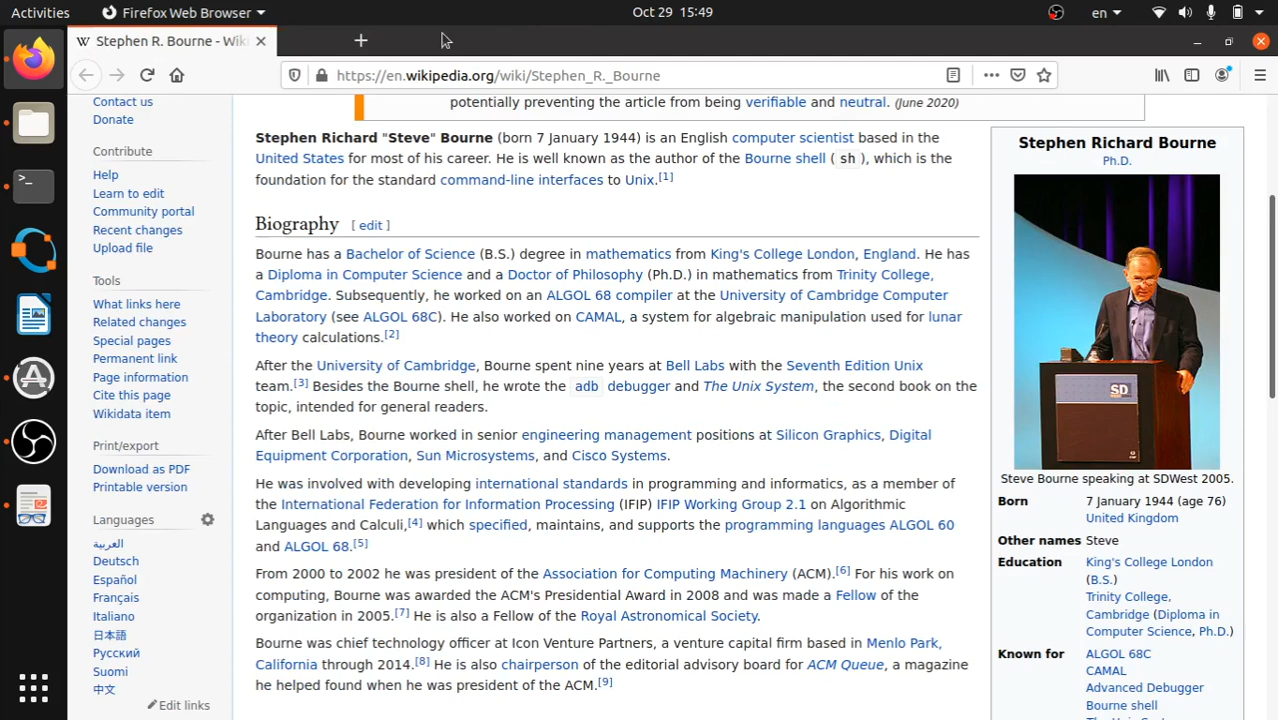 Activities
Firefox Web Browser
Oct 29 15:49
en
W Stephen R. Bourne - Wiki
https://en.wikipedia.org/wiki/Stephen_R._Bourne
Contact us
Donate
Contribute
Help
Learn to edit
Community portal
Recent changes
Upload file
Tools
What links here
Related changes
Special pages
Permanent link
Page information
Cite this page
Wikidata item
Print/export
Download as PDF
Printable version
Languages
العربية
Deutsch
Español
Français
Italiano
日本語
Русский
Suomi
中文
Edit links
potentially preventing the article from being verifiable and neutral. (June 2020)
Stephen Richard "Steve" Bourne (born 7 January 1944) is an English computer scientist based in the
United States for most of his career. He is well known as the author of the Bourne shell ( sh ), which is the
foundation for the standard command-line interfaces to Unix.[1]
Biography [ edit ]
Bourne has a Bachelor of Science (B.S.) degree in mathematics from King's College London, England. He has
a Diploma in Computer Science and a Doctor of Philosophy (Ph.D.) in mathematics from Trinity College,
Cambridge. Subsequently, he worked on an ALGOL 68 compiler at the University of Cambridge Computer
Laboratory (see ALGOL 68C). He also worked on CAMAL, a system for algebraic manipulation used for lunar
theory calculations.[2]
After the University of Cambridge, Bourne spent nine years at Bell Labs with the Seventh Edition Unix
team.[3] Besides the Bourne shell, he wrote the adb debugger and The Unix System, the second book on the
topic, intended for general readers.
After Bell Labs, Bourne worked in senior engineering management positions at Silicon Graphics, Digital
Equipment Corporation, Sun Microsystems, and Cisco Systems.
He was involved with developing international standards in programming and informatics, as a member of
the International Federation for Information Processing (IFIP) IFIP Working Group 2.1 on Algorithmic
Languages and Calculi,[4] which specified, maintains, and supports the programming languages ALGOL 60
and ALGOL 68.[5]
From 2000 to 2002 he was president of the Association for Computing Machinery (ACM).[6] For his work on
computing, Bourne was awarded the ACM's Presidential Award in 2008 and was made a Fellow of the
organization in 2005.[7] He is also a Fellow of the Royal Astronomical Society.
Bourne was chief technology officer at Icon Venture Partners, a venture capital firm based in Menlo Park,
California through 2014.[8] He is also chairperson of the editorial advisory board for ACM Queue, a magazine
he helped found when he was president of the ACM.[9]
Stephen Richard Bourne
Ph.D.
SD
Steve Bourne speaking at SDWest 2005.
Born 7 January 1944 (age 76)
United Kingdom
Other names Steve
Education King's College London
(B.S.)
Trinity College,
Cambridge (Diploma in
Computer Science, Ph.D.)
Known for ALGOL 68C
CAMAL
Advanced Debugger
Bourne shell